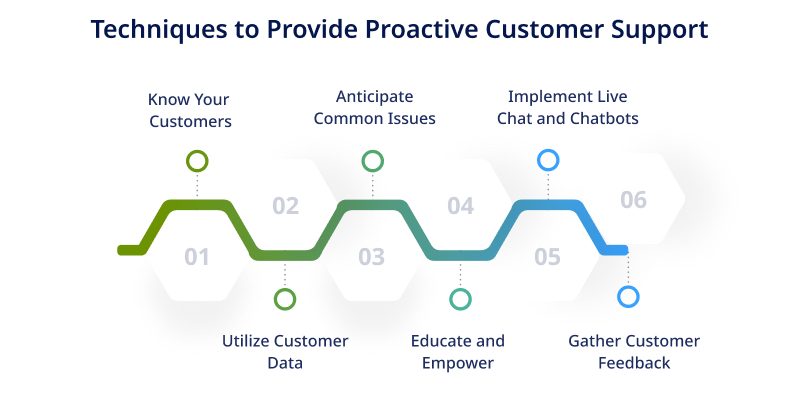 Techniques to Provide Proactive Customer Support
Know Your
Customers
01
02
Utilize Customer
Data
Anticipate
Common Issues
03
04
Educate and
Empower
Implement Live
Chat and Chatbots
05
06
Gather Customer
Feedback